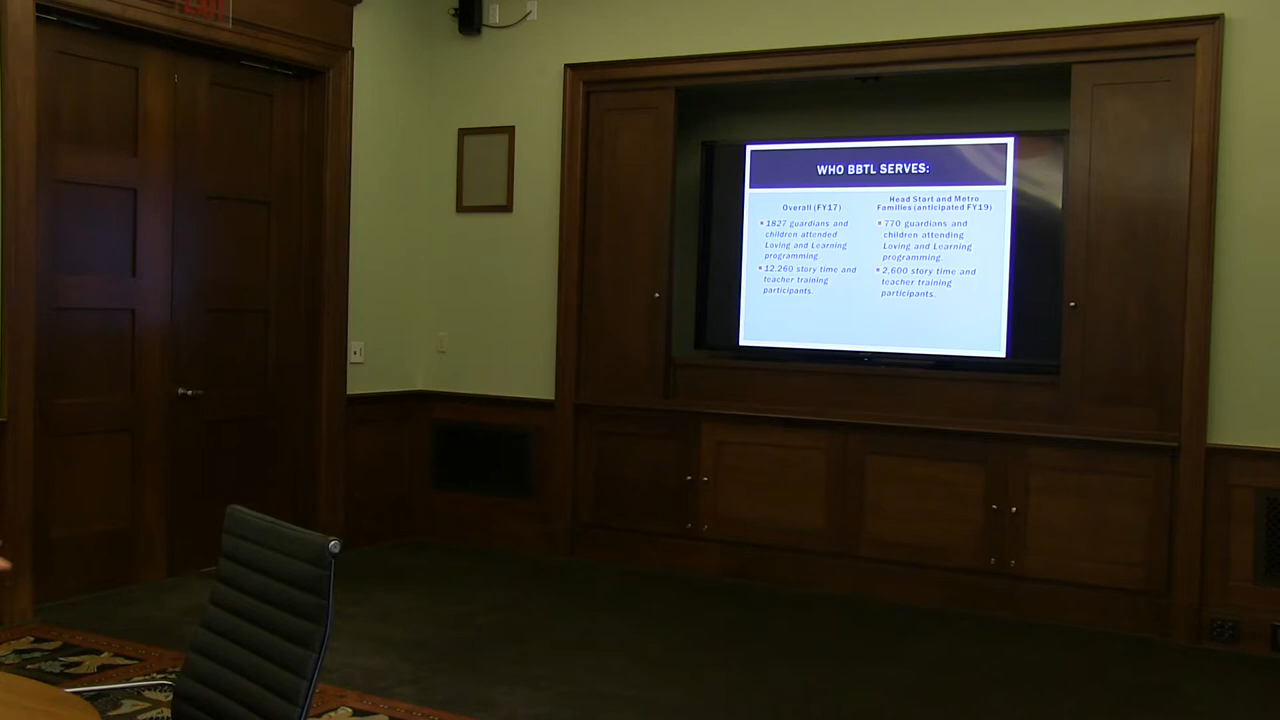 EXIT
WHO BBTL SERVES:
Overall (FY17)
1827 guardians and
children attended
Loving and Learning
programming.
12,260 story time and
teacher training
participants.
Head Start and Metro
Families (anticipated FY19)
770 guardians and
children attending
Loving and Learning
programming.
2,600 story time and
teacher training
participants.